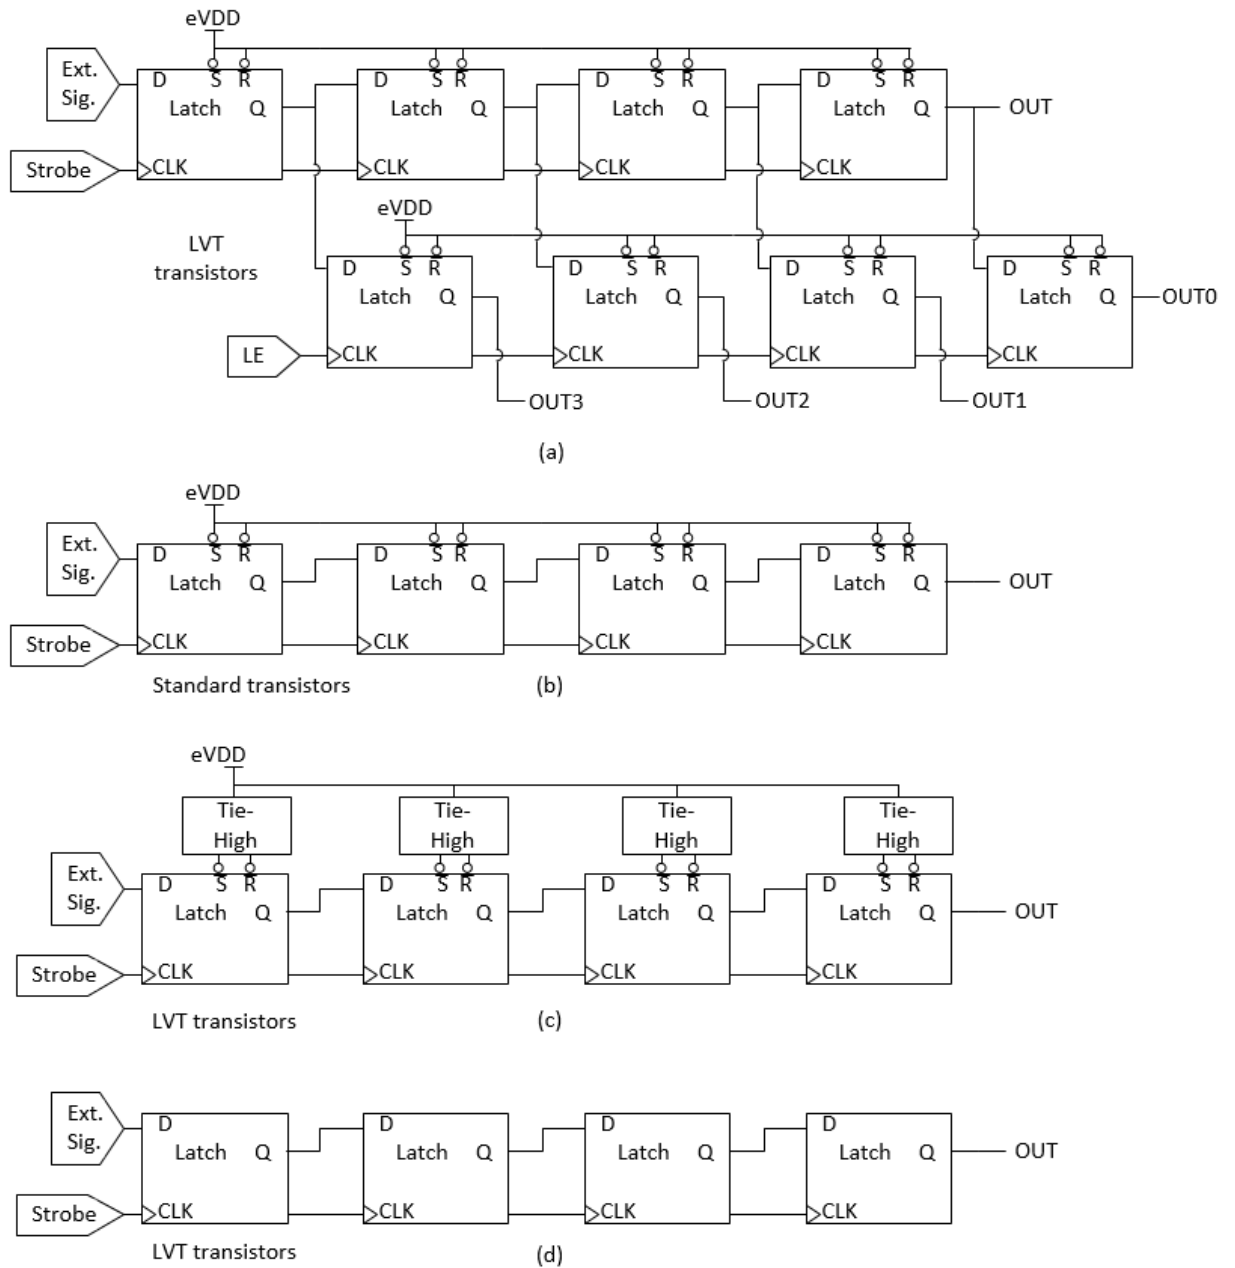 eVDD
Ext.
Sig.
D S R D S R D S R D S R
Latch Q Latch Q Latch Q Latch Q OUT
Strobe CLK CLK CLK CLK
eVDD
LVT
transistors
D S R D S R D S R D S R
Latch Q Latch Q Latch Q Latch Q OUT0
LE CLK CLK CLK CLK
OUT3 OUT2 OUT1
(a)
eVDD
Ext.
Sig.
D S R D S R D S R D S R
Latch Q Latch Q Latch Q Latch Q OUT
Strobe CLK CLK CLK CLK
Standard transistors (b)
eVDD
Tie- Tie- Tie- Tie-
High High High High
Ext.
Sig.
D S R D S R D S R D S R
Latch Q Latch Q Latch Q Latch Q OUT
Strobe CLK CLK CLK CLK
LVT transistors (c)
Ext.
Sig.
D D D D
Latch Q Latch Q Latch Q Latch Q OUT
Strobe CLK CLK CLK CLK
LVT transistors (d)